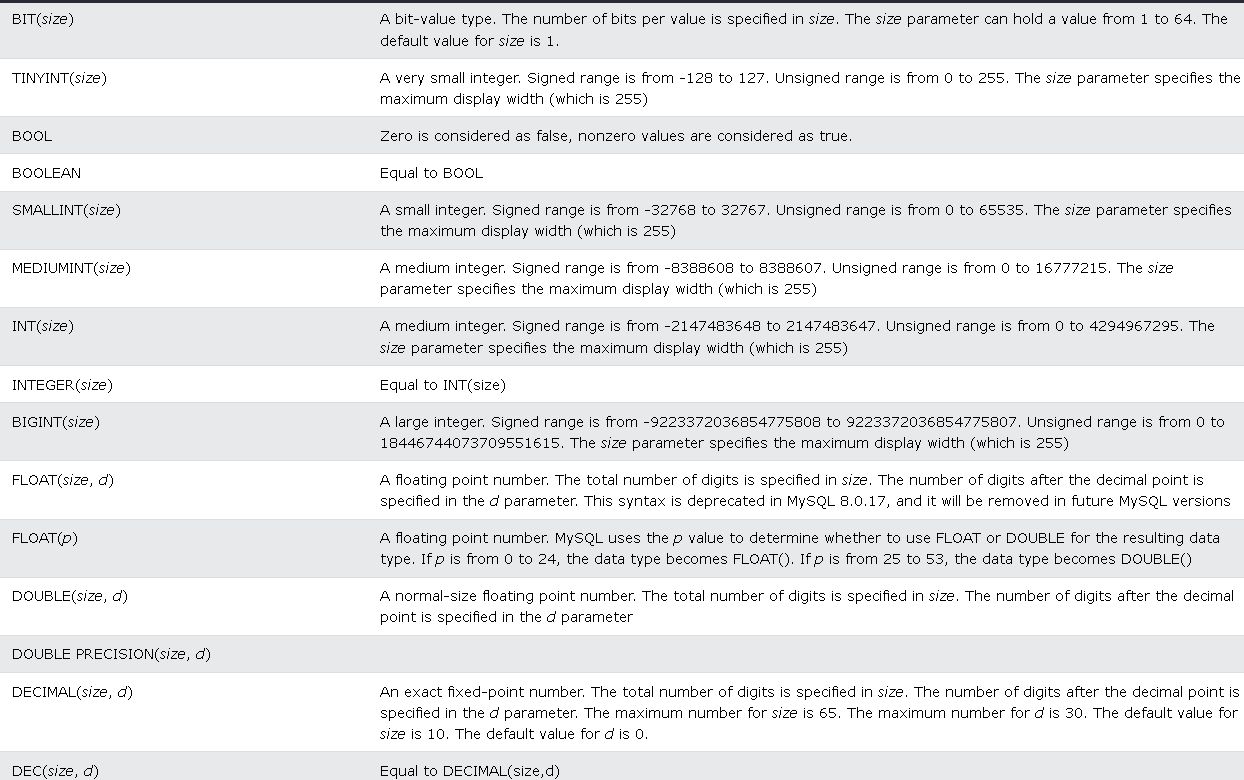 BIT(size)
A bit-value type. The number of bits per value is specified in size. The size parameter can hold a value from 1 to 64. The
default value for size is 1.
TINYINT(size)
A very small integer. Signed range is from -128 to 127. Unsigned range is from 0 to 255. The size parameter specifies the
maximum display width (which is 255)
BOOL
Zero is considered as false, nonzero values are considered as true.
BOOLEAN
Equal to BOOL
SMALLINT(size)
A small integer. Signed range is from -32768 to 32767. Unsigned range is from 0 to 65535. The size parameter specifies
the maximum display width (which is 255)
MEDIUMINT(size)
A medium integer. Signed range is from -8388608 to 8388607. Unsigned range is from 0 to 16777215. The size
parameter specifies the maximum display width (which is 255)
INT(size)
A medium integer. Signed range is from -2147483648 to 2147483647. Unsigned range is from 0 to 4294967295. The
size parameter specifies the maximum display width (which is 255)
INTEGER(size)
Equal to INT(size)
BIGINT(size)
A large integer. Signed range is from -9223372036854775808 to 9223372036854775807. Unsigned range is from 0 to
18446744073709551615. The size parameter specifies the maximum display width (which is 255)
FLOAT(size, d)
A floating point number. The total number of digits is specified in size. The number of digits after the decimal point is
specified in the d parameter. This syntax is deprecated in MySQL 8.0.17, and it will be removed in future MySQL versions
FLOAT(p)
A floating point number. MySQL uses the p value to determine whether to use FLOAT or DOUBLE for the resulting data
type. If p is from 0 to 24, the data type becomes FLOAT(). If p is from 25 to 53, the data type becomes DOUBLE()
DOUBLE(size, d)
A normal-size floating point number. The total number of digits is specified in size. The number of digits after the decimal
point is specified in the d parameter
DOUBLE PRECISION(size, d)
DECIMAL(size, d)
An exact fixed-point number. The total number of digits is specified in size. The number of digits after the decimal point is
specified in the d parameter. The maximum number for size is 65. The maximum number for d is 30. The default value for
size is 10. The default value for d is 0.
DEC(size, d)
Equal to DECIMAL(size,d)